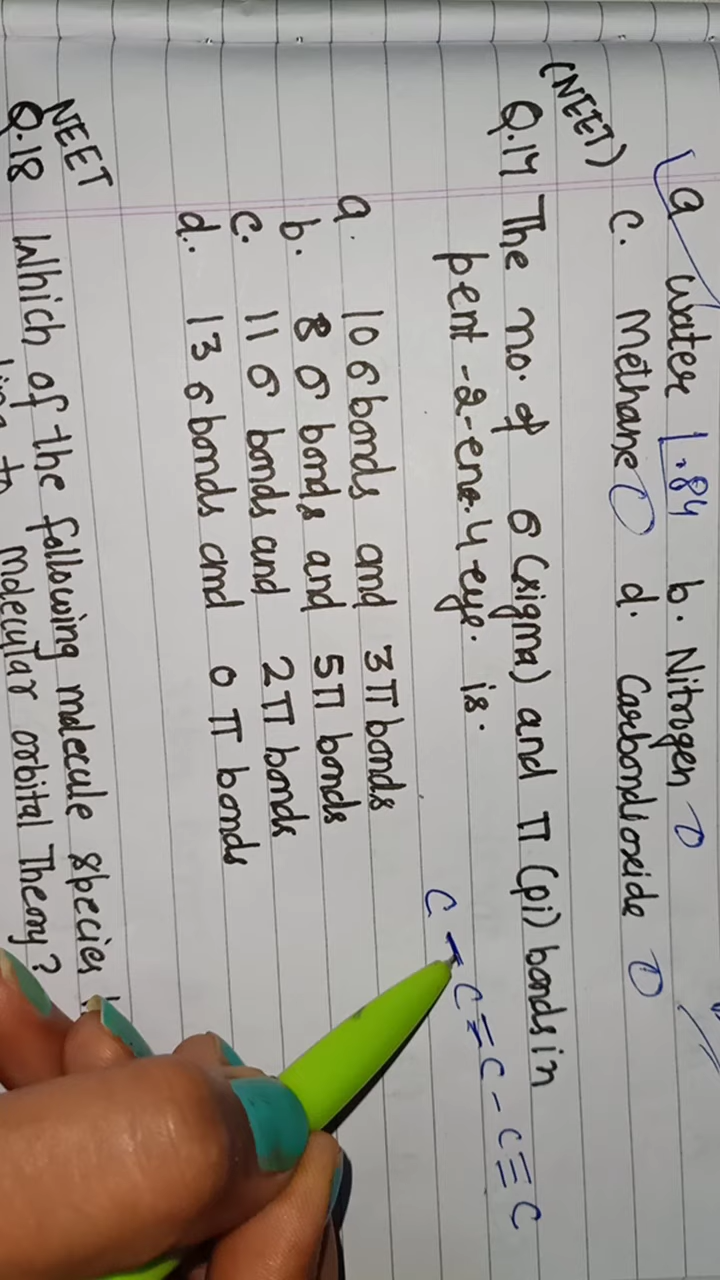 a water 1.84 b. Nitrogen 0
c. Methane 0 d. Carbondioxide 0
(NEET)
Q.17 The no. of σ (sigma) and π (pi) bonds in
pent-2-ene.4 eye. is.
C = C = C - C ≡ C
a. 10 σ bonds and 3 π bonds
b. 8 σ bonds and 5 π bonds
c. 11 σ bonds and 2 π bonds
d. 13 σ bonds and 0 π bonds
NEET
Q.18 Which of the following molecule species
to molecular orbital Theory?